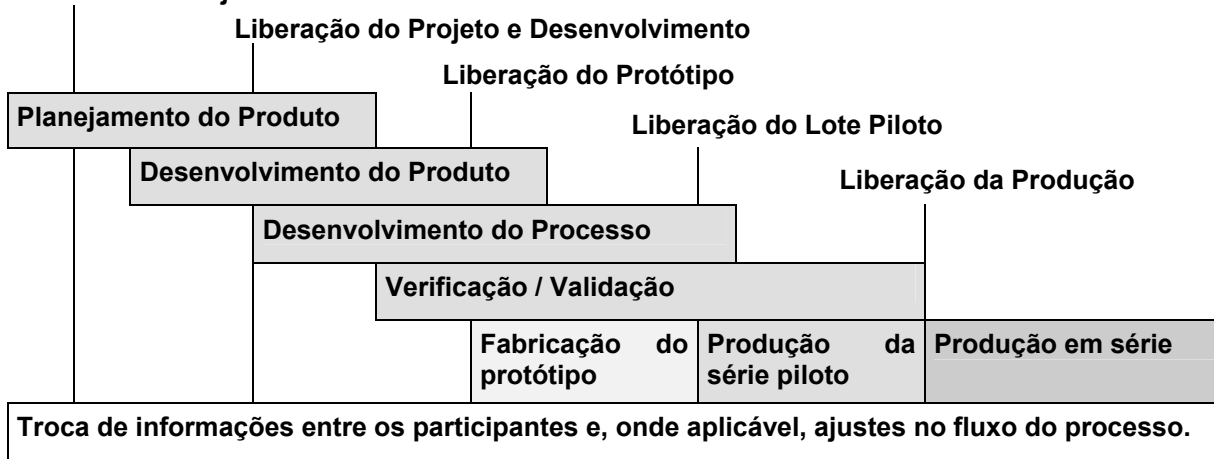 Liberação do Projeto e Desenvolvimento
Liberação do Protótipo
Planejamento do Produto
Liberação do Lote Piloto
Desenvolvimento do Produto
Liberação da Produção
Desenvolvimento do Processo
Verificação / Validação
Fabricação do
protótipo
Produção da
série piloto
Produção em série
Troca de informações entre os participantes e, onde aplicável, ajustes no fluxo do processo.